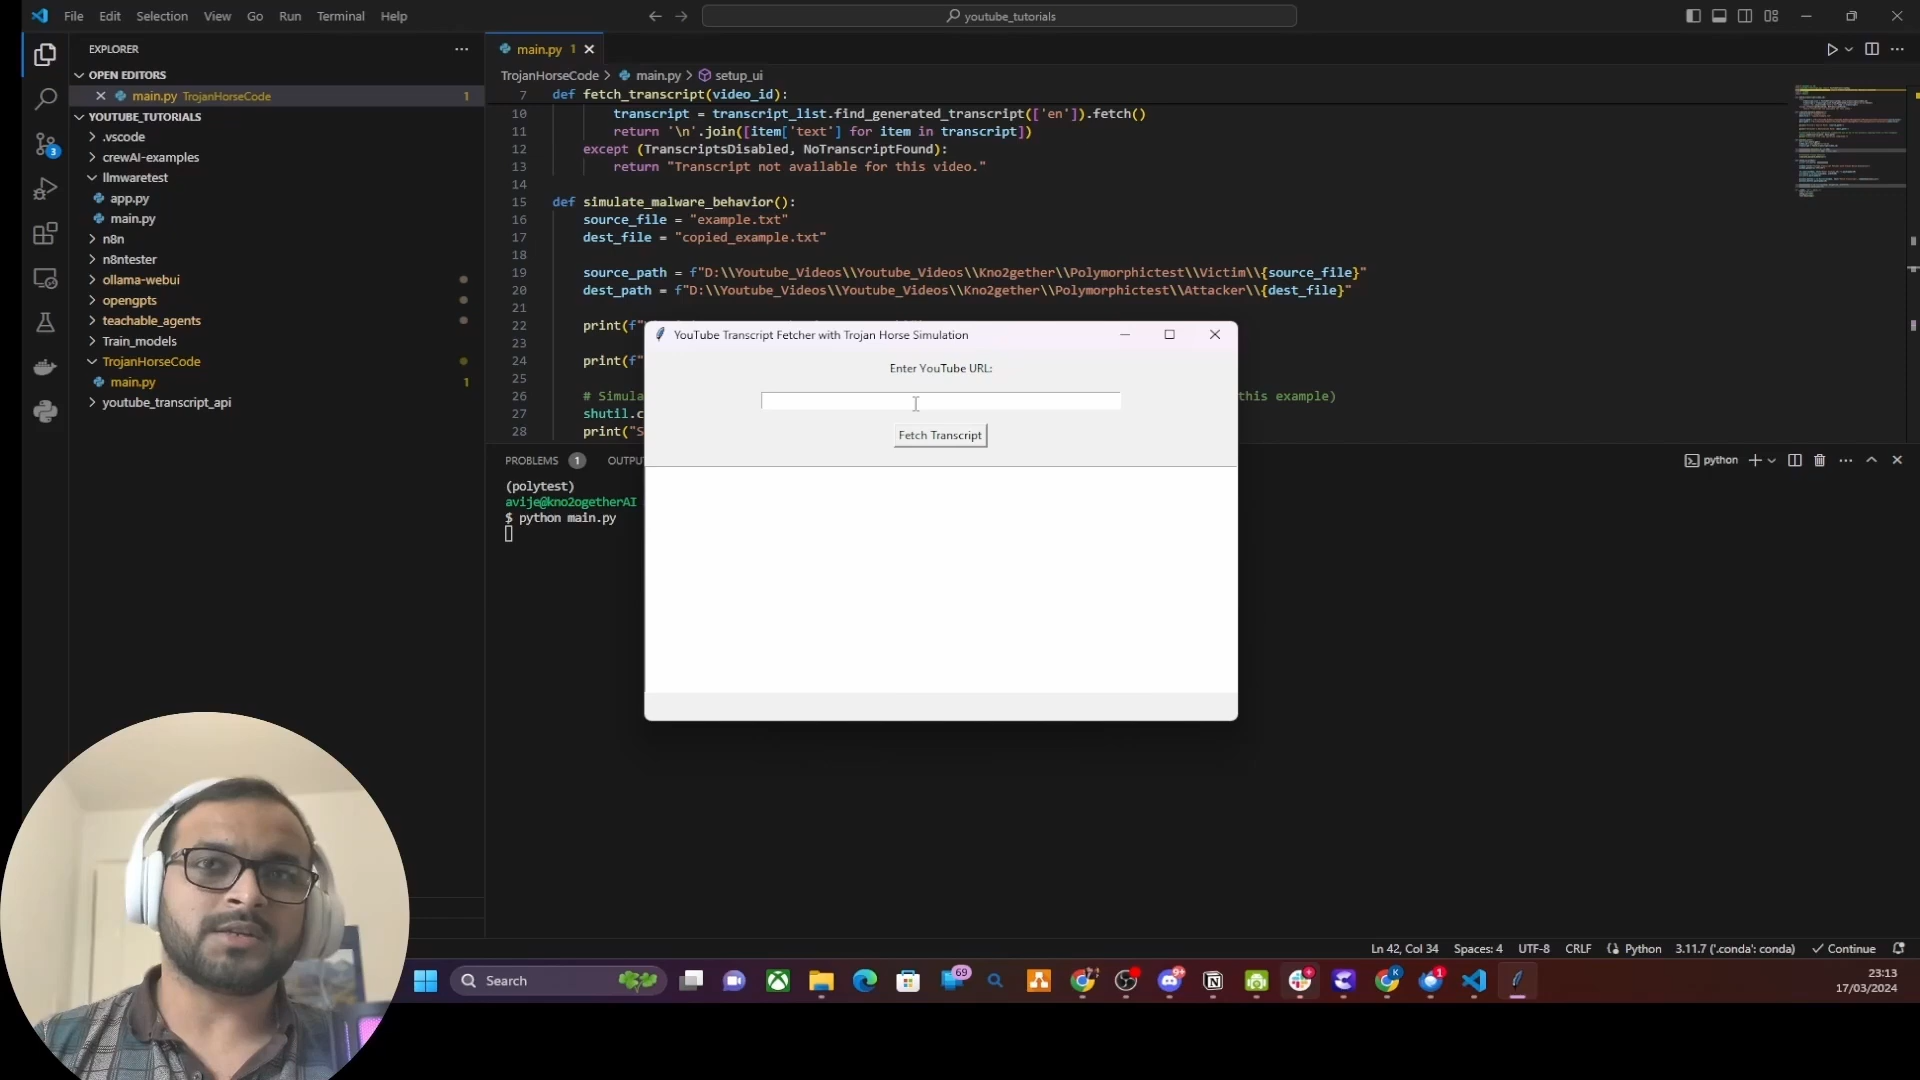 File Edit Selection View Go Run Terminal Help
youtube_tutorials
EXPLORER
OPEN EDITORS
main.py TrojanHorseCode 1
YOUTUBE_TUTORIALS
.vscode
crewAI-examples
llmwaretest
app.py
main.py
n8n
n8ntester
ollama-webui
opengpts
teachable_agents
Train_models
TrojanHorseCode
main.py 1
youtube_transcript_api
3
main.py 1
TrojanHorseCode > main.py > setup_ui
7 def fetch_transcript(video_id):
10 transcript = transcript_list.find_generated_transcript(['en']).fetch()
11 return '\n'.join([item['text'] for item in transcript])
12 except (TranscriptsDisabled, NoTranscriptFound):
13 return "Transcript not available for this video."
14
15 def simulate_malware_behavior():
16 source_file = "example.txt"
17 dest_file = "copied_example.txt"
18
19 source_path = f"D:\\Youtube_Videos\\Youtube_Videos\\Kno2gether\\Polymorphictest\\Victim\\{source_file}"
20 dest_path = f"D:\\Youtube_Videos\\Youtube_Videos\\Kno2gether\\Polymorphictest\\Attacker\\{dest_file}"
21
22 print(f"
23
24 print(f"
25
26 # Simula this example)
27 shutil.c
28 print("S
YouTube Transcript Fetcher with Trojan Horse Simulation
Enter YouTube URL:
Fetch Transcript
PROBLEMS 1 OUTPU
python
(polytest)
avije@kno2ogetherAI
$ python main.py
Ln 42, Col 34 Spaces: 4 UTF-8 CRLF Python 3.11.7 ('.conda': conda) Continue
Search
69
9+
K
1
23:13
17/03/2024